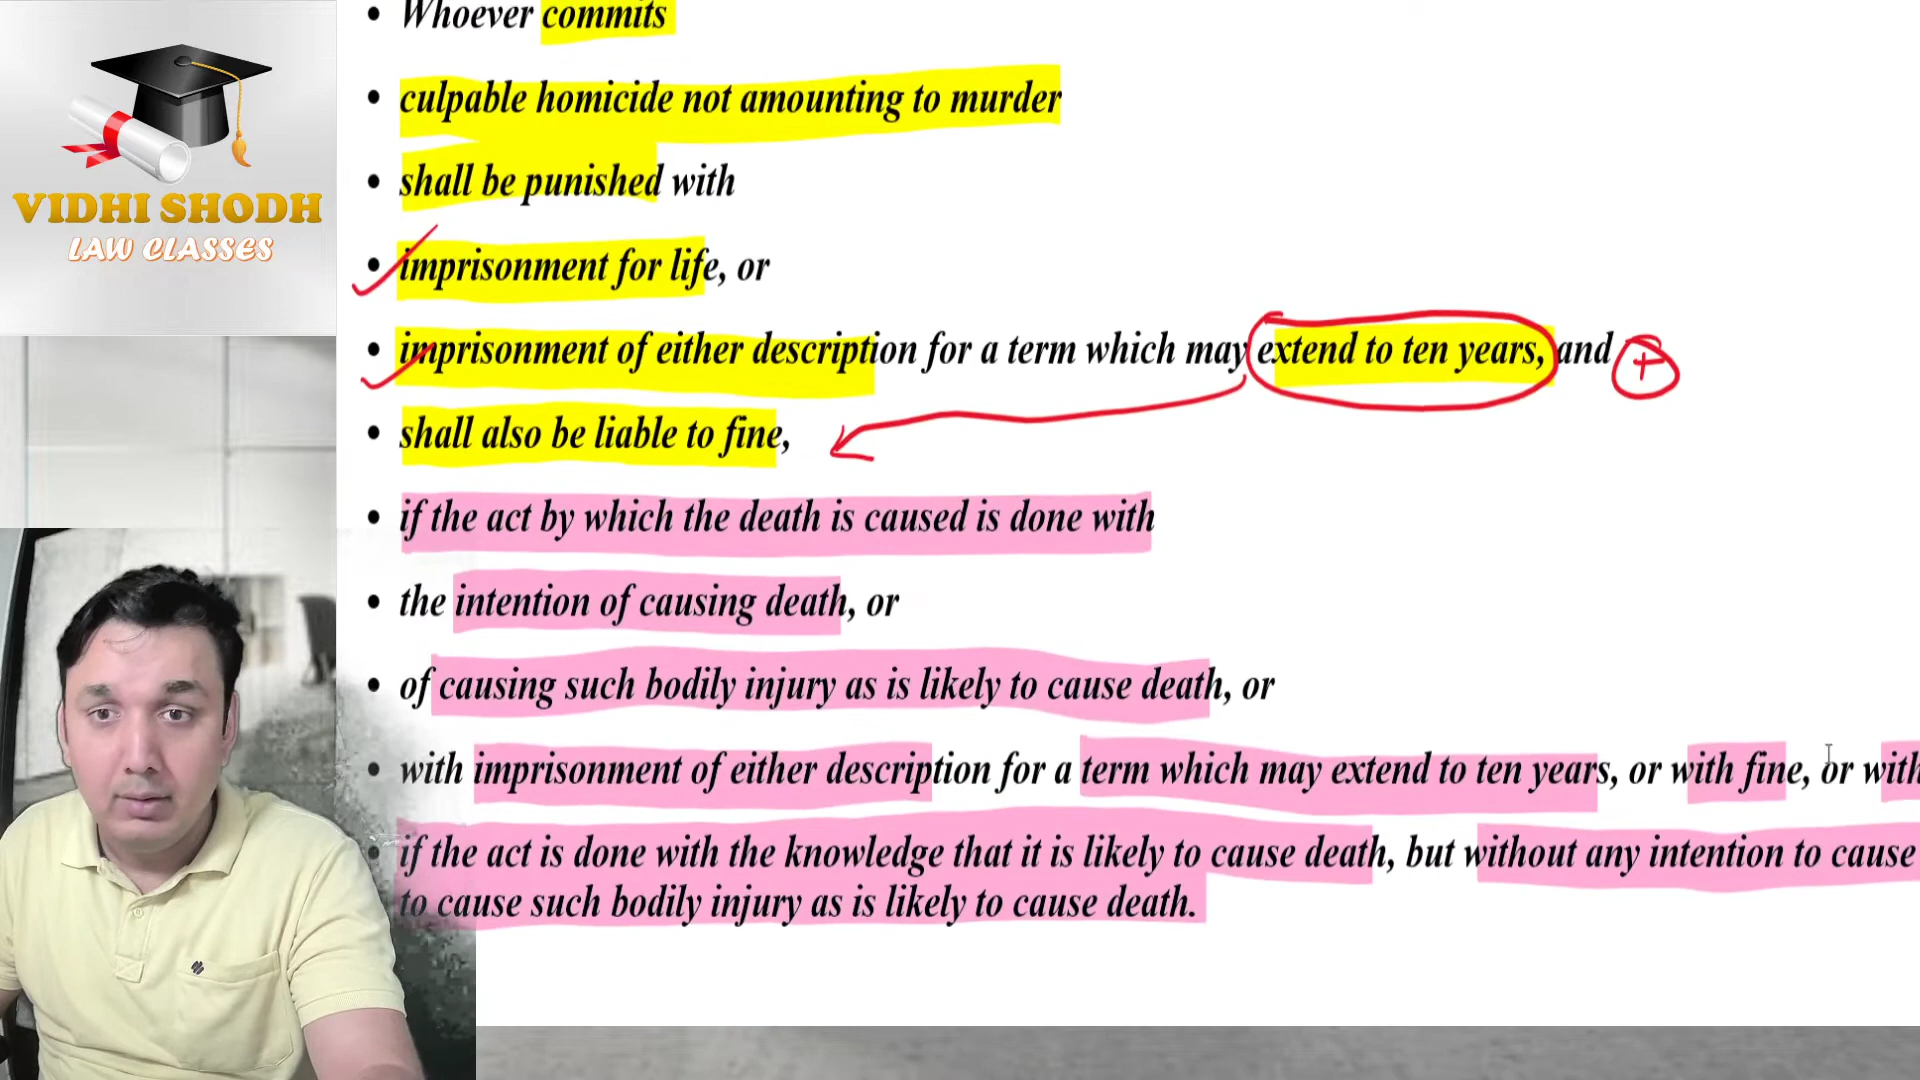 VIDHI SHODH
LAW CLASSES
• Whoever commits
• culpable homicide not amounting to murder
• shall be punished with
• imprisonment for life, or
• imprisonment of either description for a term which may extend to ten years, and +
• shall also be liable to fine,
• if the act by which the death is caused is done with
• the intention of causing death, or
• of causing such bodily injury as is likely to cause death, or
• with imprisonment of either description for a term which may extend to ten years, or with fine, or with
• if the act is done with the knowledge that it is likely to cause death, but without any intention to cause
to cause such bodily injury as is likely to cause death.